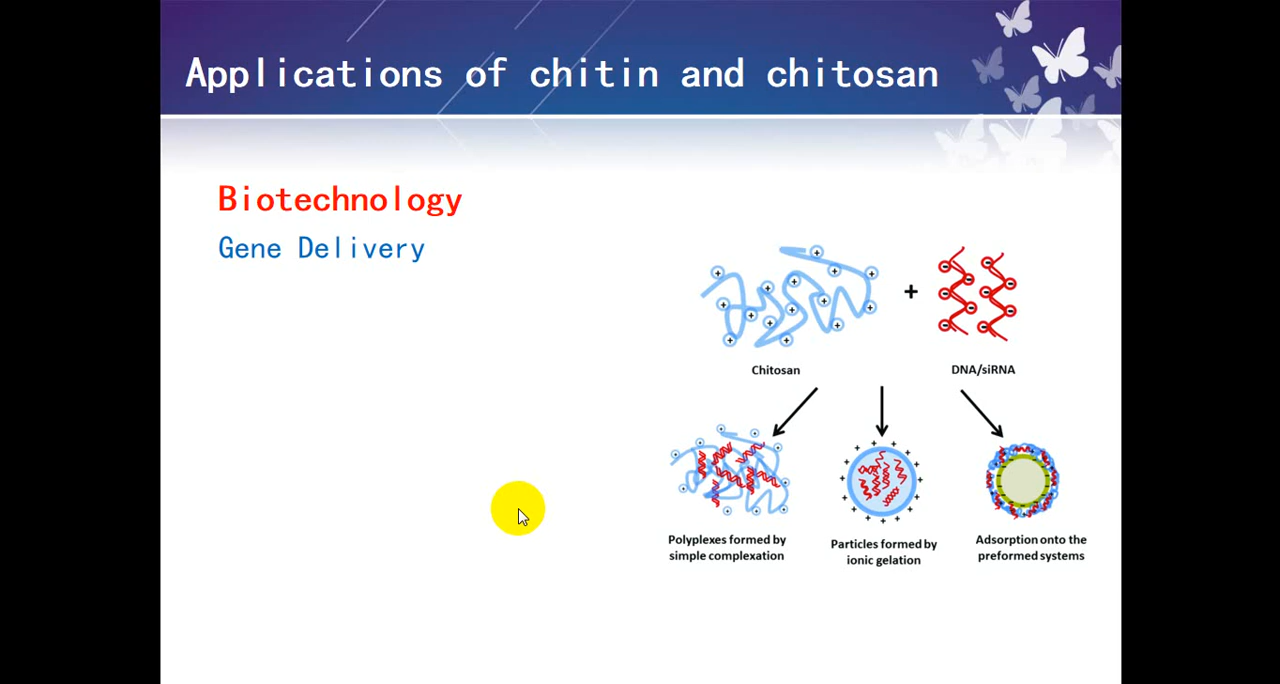 Applications of chitin and chitosan
Biotechnology
Gene Delivery
+
Chitosan
DNA/siRNA
Polyplexes formed by
simple complexation
Particles formed by
ionic gelation
Adsorption onto the
preformed systems